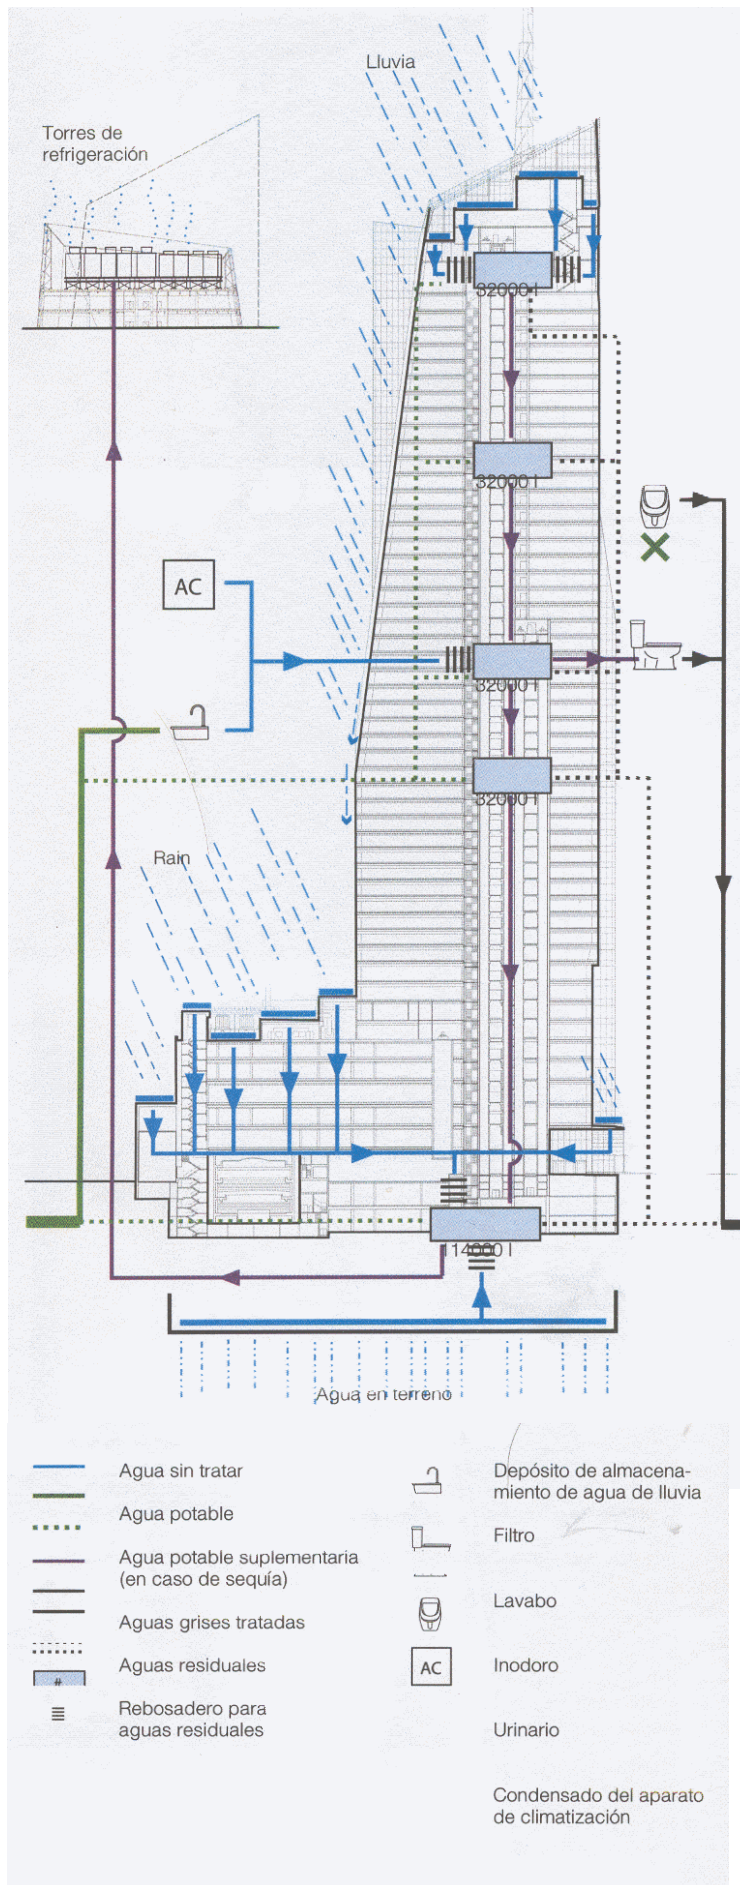 Lluvia
Torres de
refrigeración
32000 l
32000 l
AC
32000 l
32000 l
Rain
114000 l
Agua en terreno
Agua sin tratar
Agua potable
Agua potable suplementaria
(en caso de sequía)
Aguas grises tratadas
Aguas residuales
#
Rebosadero para
aguas residuales
Depósito de almacena-
miento de agua de lluvia
Filtro
Lavabo
AC
Inodoro
Urinario
Condensado del aparato
de climatización